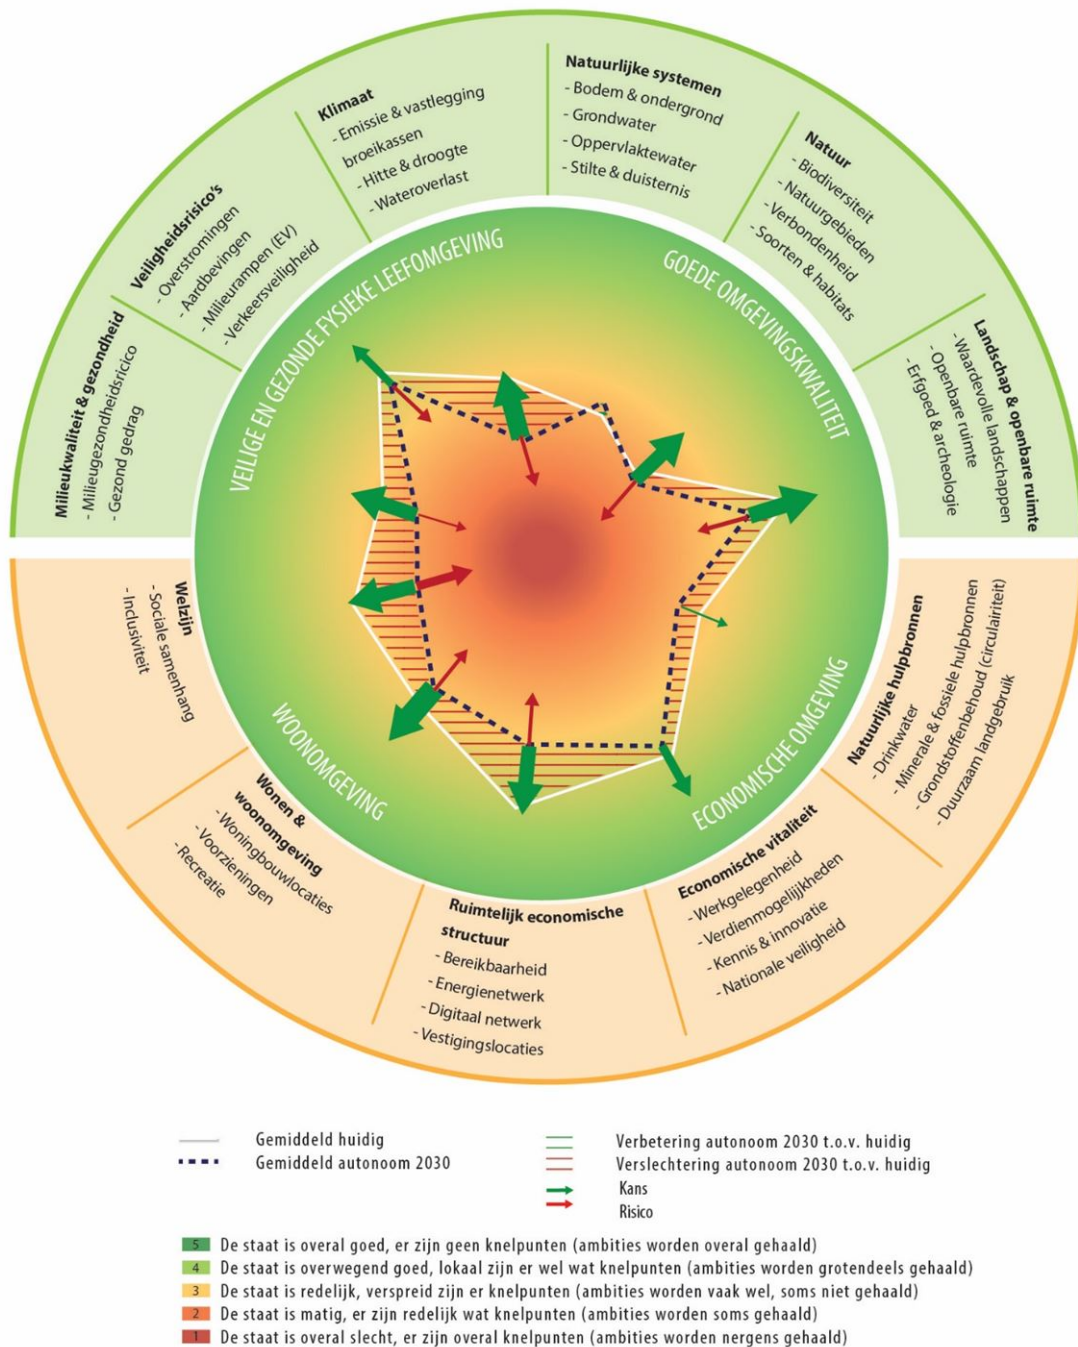 Klimaat
- Emissie & vastlegging
broeikassen
- Hitte & droogte
- Wateroverlast
Natuurlijke systemen
- Bodem & ondergrond
- Grondwater
- Oppervlaktewater
- Stilte & duisternis
Natuur
- Biodiversiteit
- Natuurgebieden
- Verbondenheid
- Soorten & habitats
Landschap & openbare ruimte
- Waardevolle landschappen
- Openbare ruimte
- Erfgoed & archeologie
Veiligheidsrisico's
- Overstromingen
- Aardbevingen
- Milieurampen (EV)
- Verkeersveiligheid
Milieukwaliteit & gezondheid
- Milieugezondheidsricico
- Gezond gedrag
VEILIGE EN GEZONDE FYSIEKE LEEFOMGEVING
GOEDE OMGEVINGSKWALITEIT
WOONOMGEVING
ECONOMISCHE OMGEVING
Welzijn
- Sociale samenhang
- Inclusiviteit
Wonen &
woonomgeving
- Woningbouwlocaties
- Voorzieningen
- Recreatie
Ruimtelijk economische
structuur
- Bereikbaarheid
- Energienetwerk
- Digitaal netwerk
- Vestigingslocaties
Economische vitaliteit
- Werkgelegenheid
- Verdienmogelijjkheden
- Kennis & innovatie
- Nationale veiligheid
Natuurlijke hulpbronnen
- Drinkwater
- Minerale & fossiele hulpbronnen
- Grondstoffenbehoud (circulairiteit)
- Duurzaam landgebruik
Gemiddeld huidig
Gemiddeld autonoom 2030
Verbetering autonoom 2030 t.o.v. huidig
Verslechtering autonoom 2030 t.o.v. huidig
Kans
Risico
5 De staat is overal goed, er zijn geen knelpunten (ambities worden overal gehaald)
4 De staat is overwegend goed, lokaal zijn er wel wat knelpunten (ambities worden grotendeels gehaald)
3 De staat is redelijk, verspreid zijn er knelpunten (ambities worden vaak wel, soms niet gehaald)
2 De staat is matig, er zijn redelijk wat knelpunten (ambities worden soms gehaald)
1 De staat is overal slecht, er zijn overal knelpunten (ambities worden nergens gehaald)